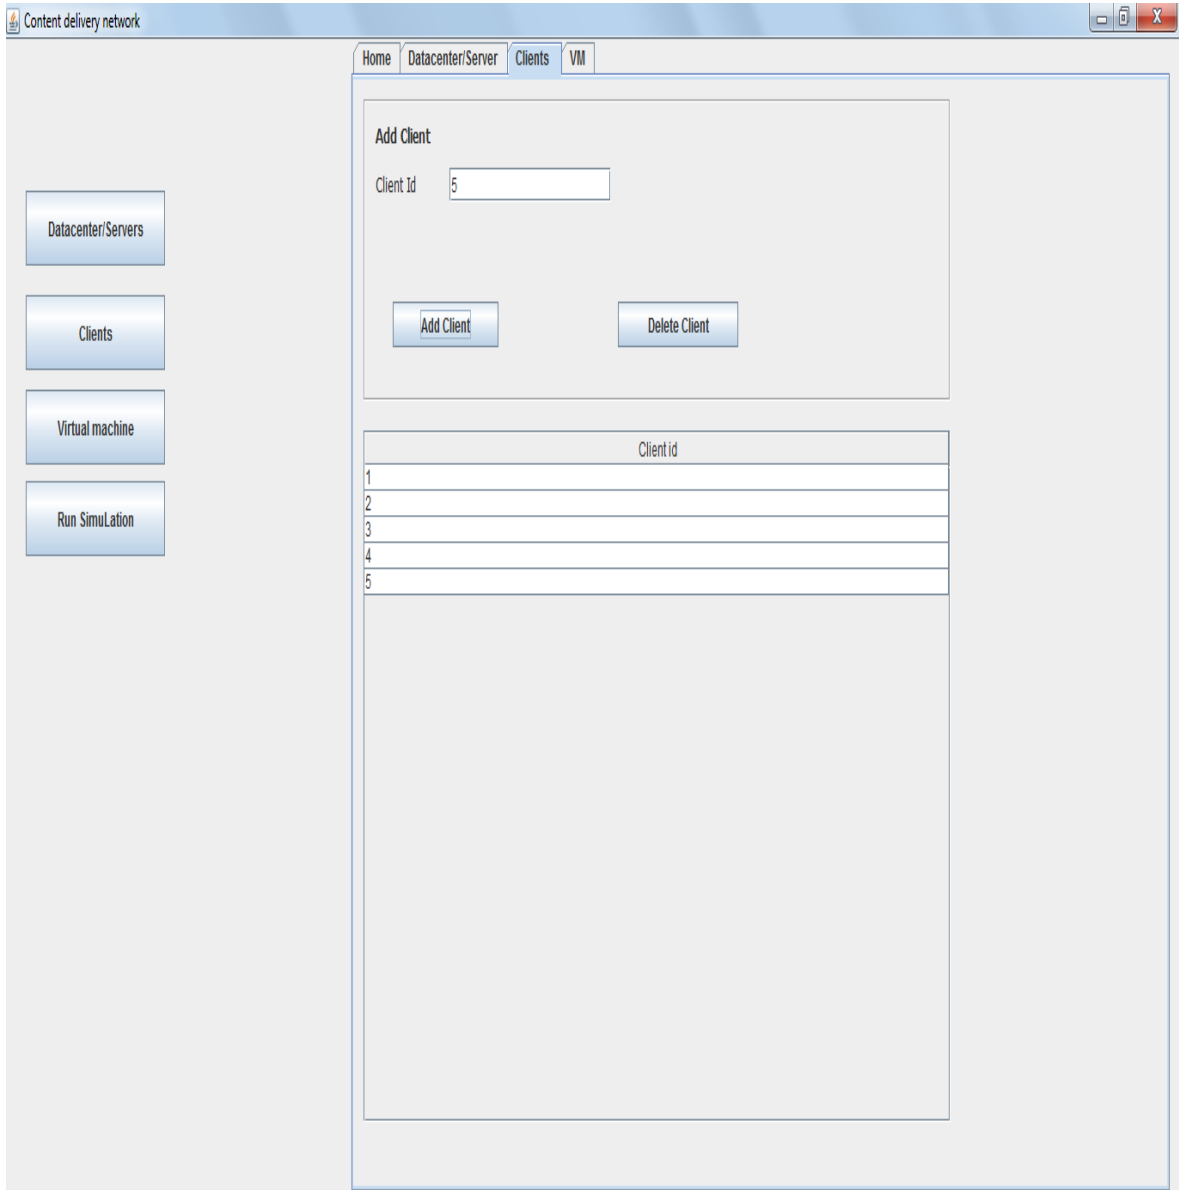 Content delivery network
X
Home Datacenter/Server Clients VM
Add Client
Client Id 5
Datacenter/Servers
Clients
Virtual machine
Run SimuLation
Add Client Delete Client
Client id
1
2
3
4
5